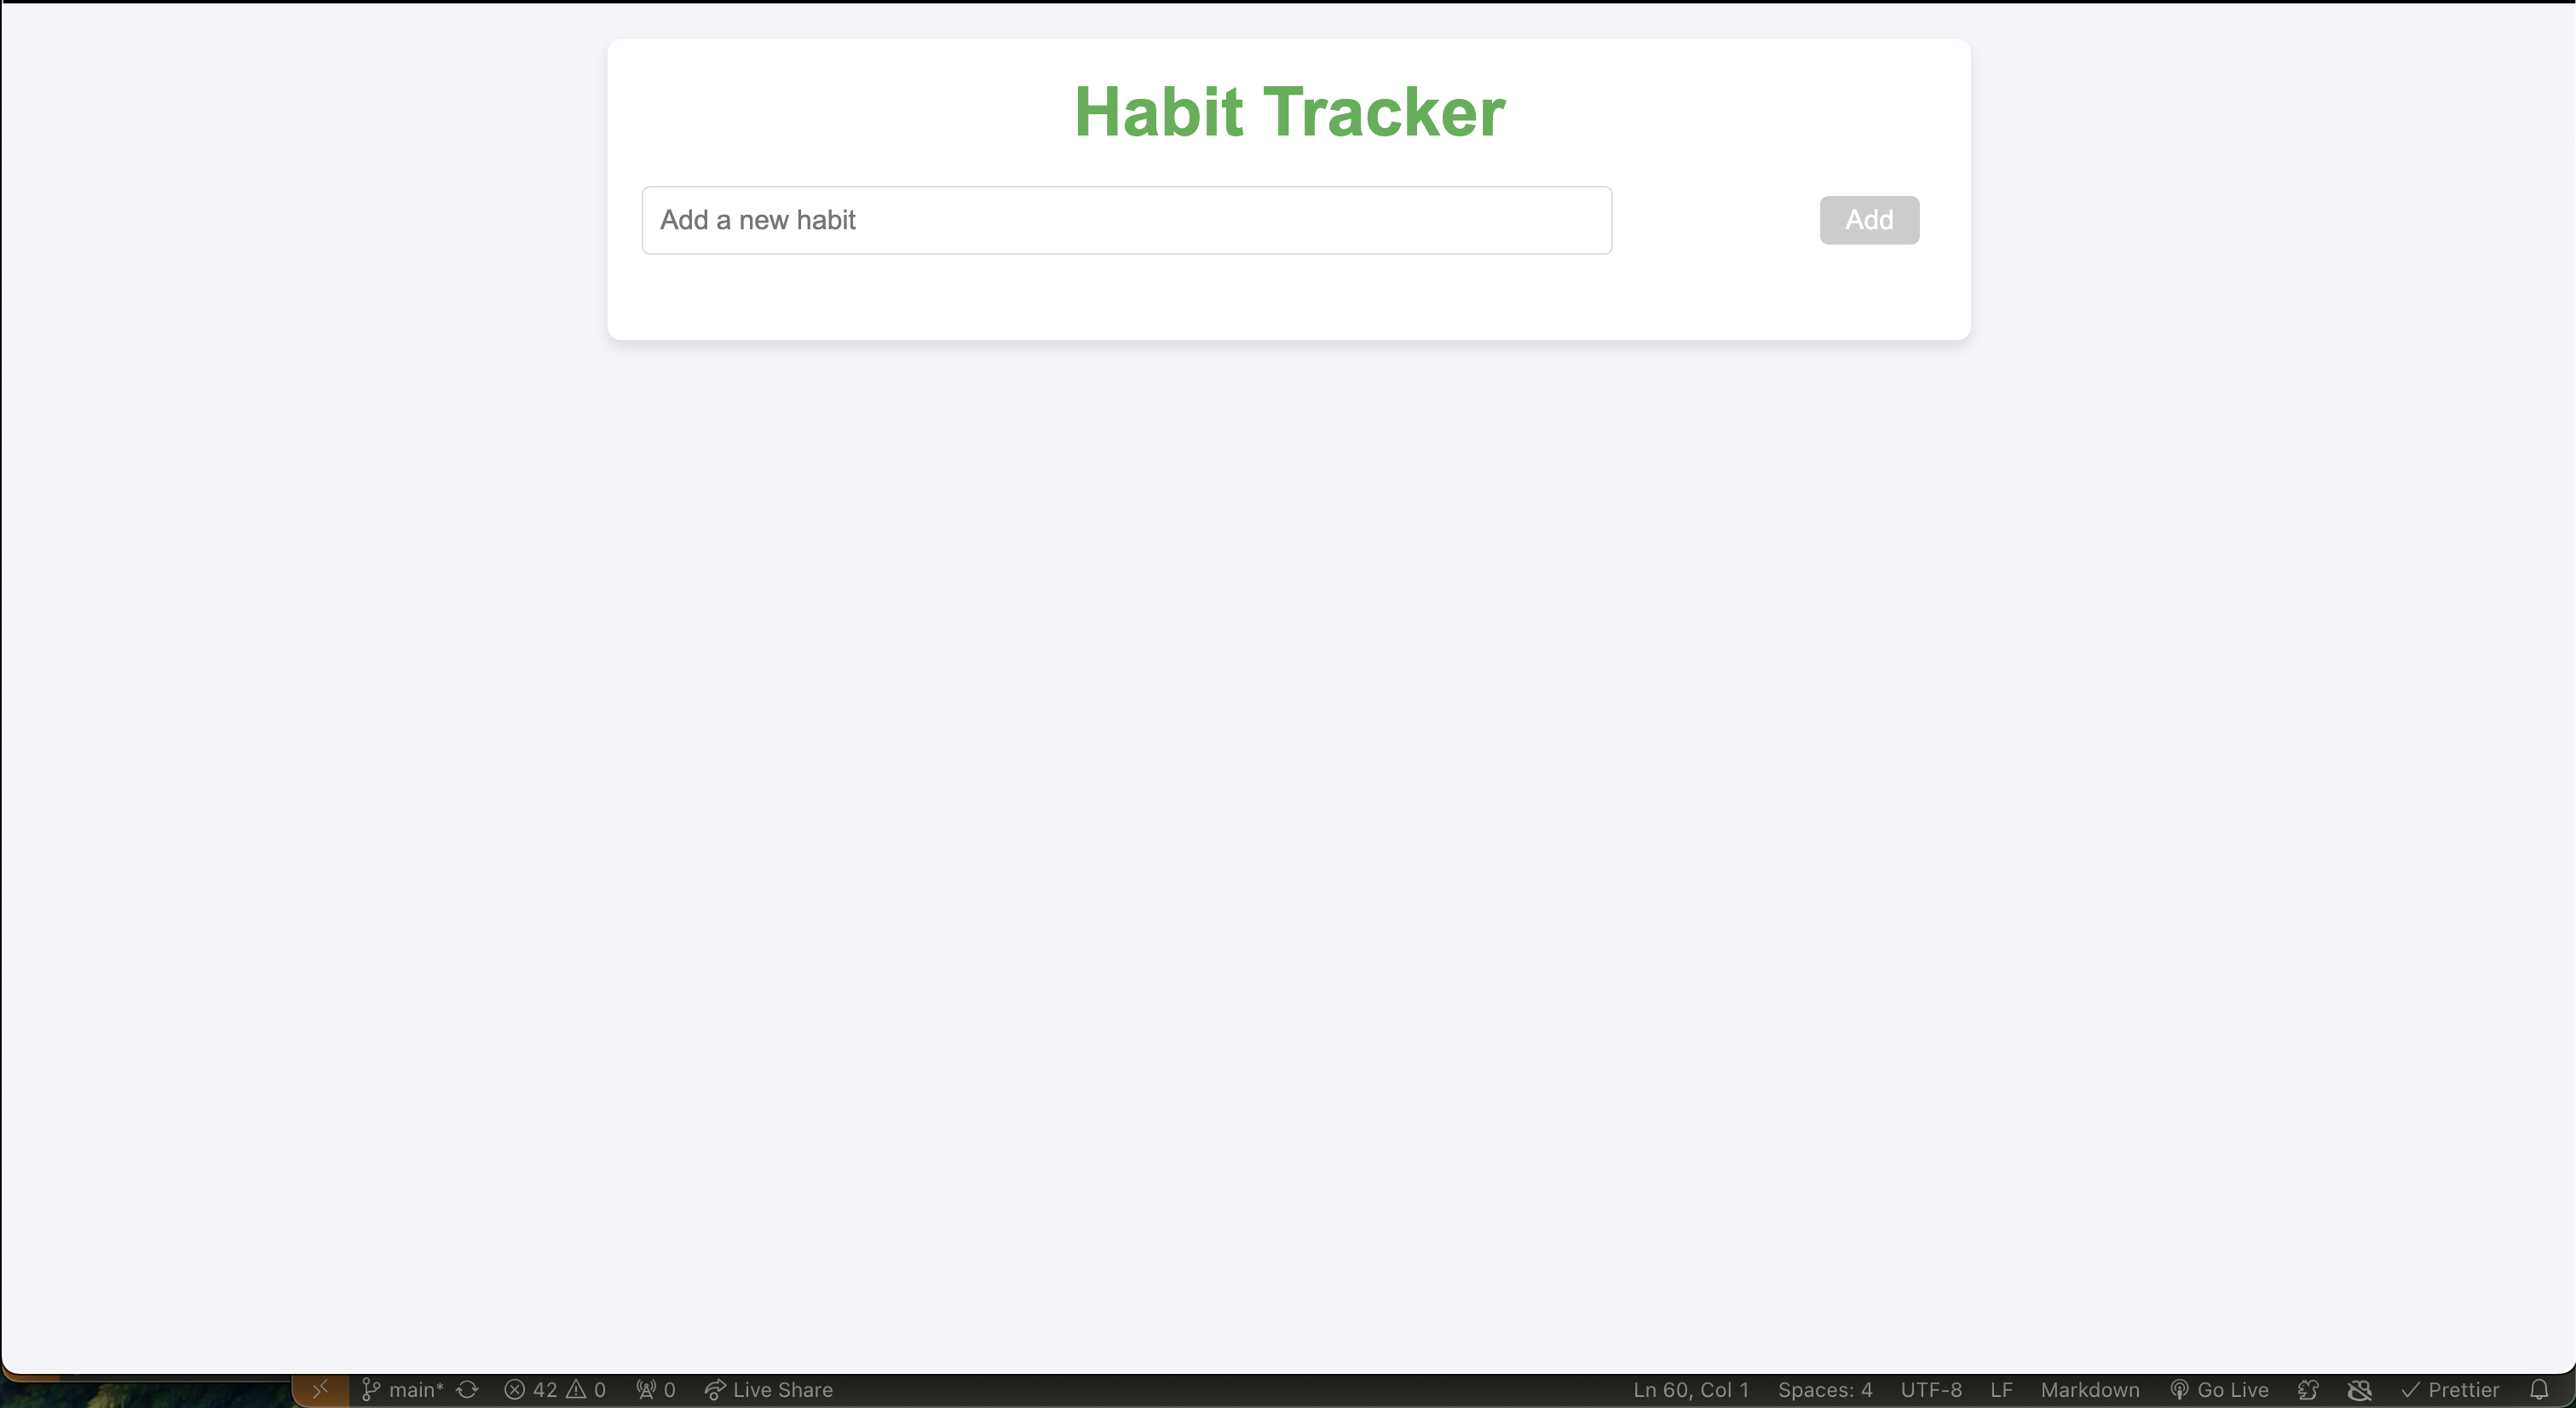 Habit Tracker
Add a new habit
Add
main* 42 0 0 Live Share Ln 60, Col 1 Spaces: 4 UTF-8 LF Markdown Go Live Prettier